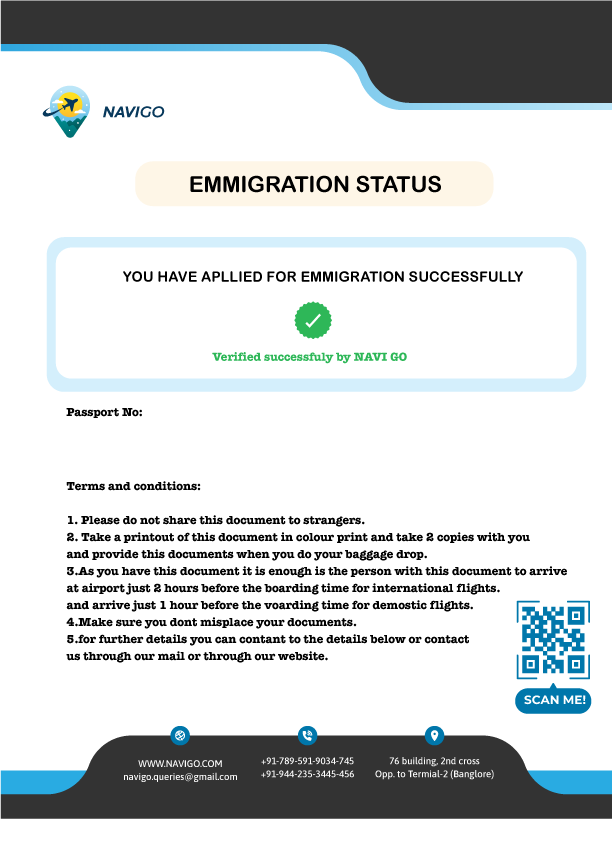 NAVIGO
EMMIGRATION STATUS
YOU HAVE APLLIED FOR EMMIGRATION SUCCESSFULLY
Verified successfuly by NAVI GO
Passport No:
Terms and conditions:
1. Please do not share this document to strangers.
2. Take a printout of this document in colour print and take 2 copies with you
and provide this documents when you do your baggage drop.
3.As you have this document it is enough is the person with this document to arrive
at airport just 2 hours before the boarding time for international flights.
and arrive just 1 hour before the voarding time for demostic flights.
4.Make sure you dont misplace your documents.
5.for further details you can contant to the details below or contact
us through our mail or through our website.
SCAN ME!
WWW.NAVIGO.COM
navigo.queries@gmail.com
+91-789-591-9034-745
+91-944-235-3445-456
76 building, 2nd cross
Opp. to Termial-2 (Banglore)